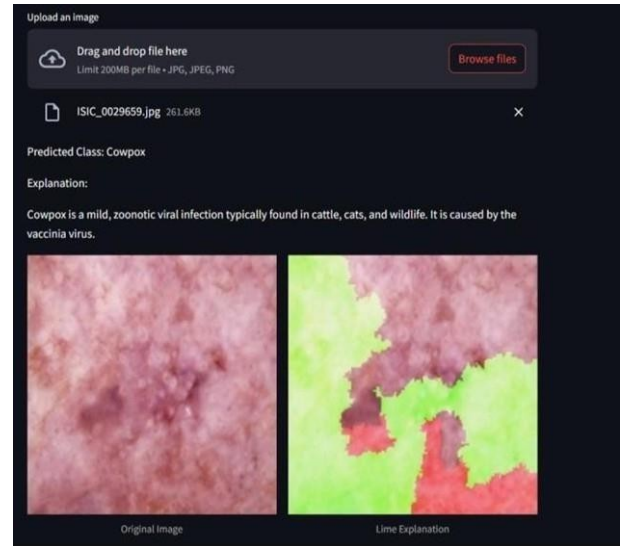 Upload an image
Drag and drop file here
Limit 200MB per file • JPG, JPEG, PNG
Browse files
ISIC_0029659.jpg 261.6KB
Predicted Class: Cowpox
Explanation:
Cowpox is a mild, zoonotic viral infection typically found in cattle, cats, and wildlife. It is caused by the
vaccinia virus.
Original Image
Lime Explanation